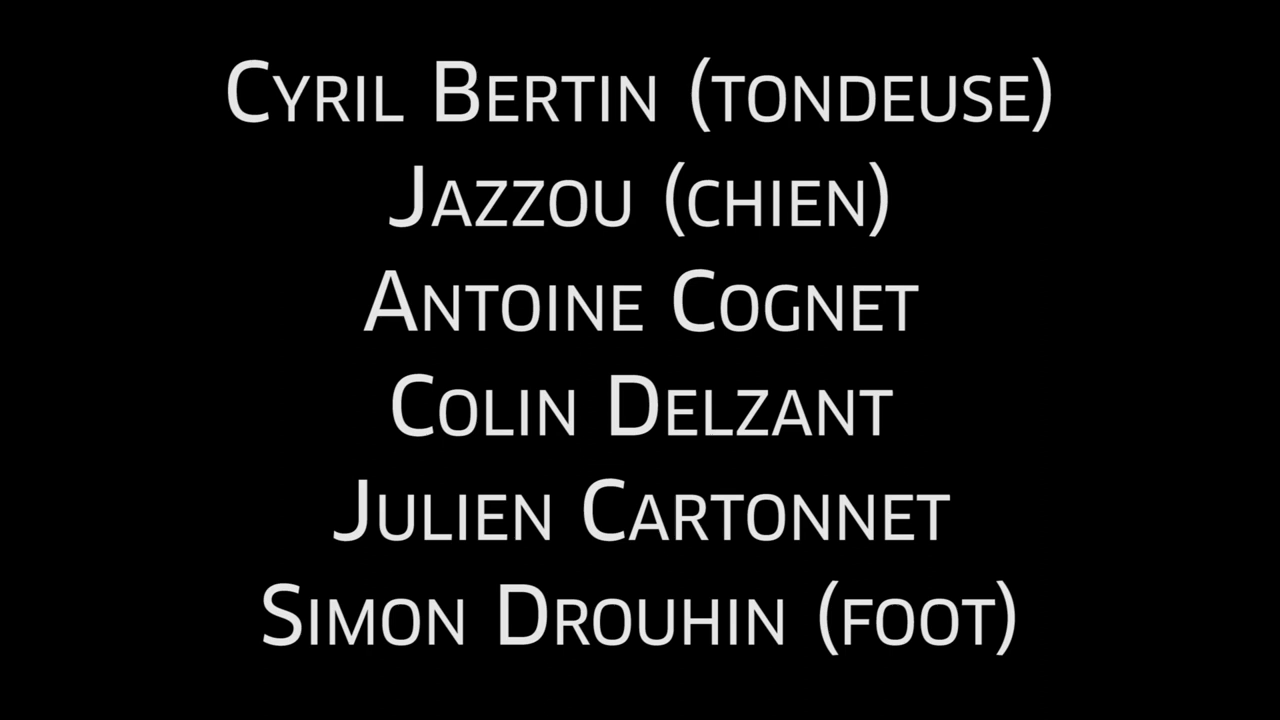 Cyril Bertin (tondeuse)
Jazzou (chien)
Antoine Cognet
Colin Delzant
Julien Cartonnet
Simon Drouhin (foot)